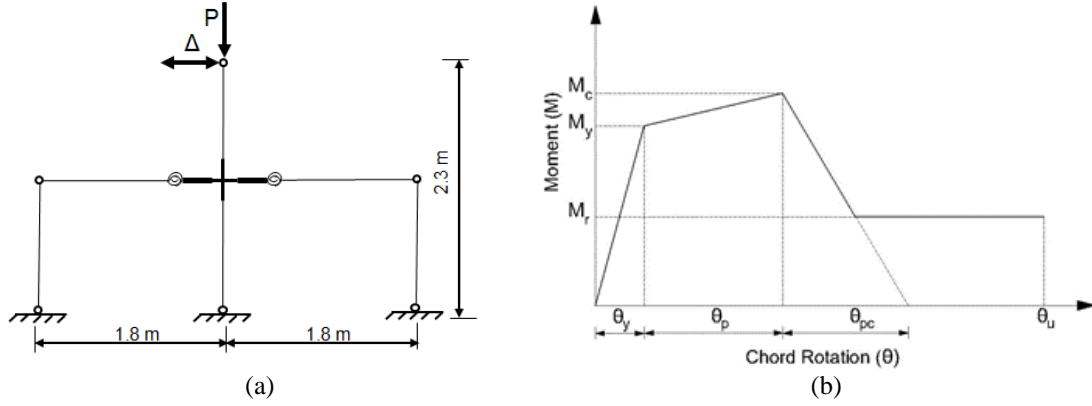 P
Δ
2.3 m
1.8 m
1.8 m
(a)
Moment (M)
M_c
M_y
M_r
θ_y
θ_p
θ_pc
θ_u
Chord Rotation (θ)
(b)